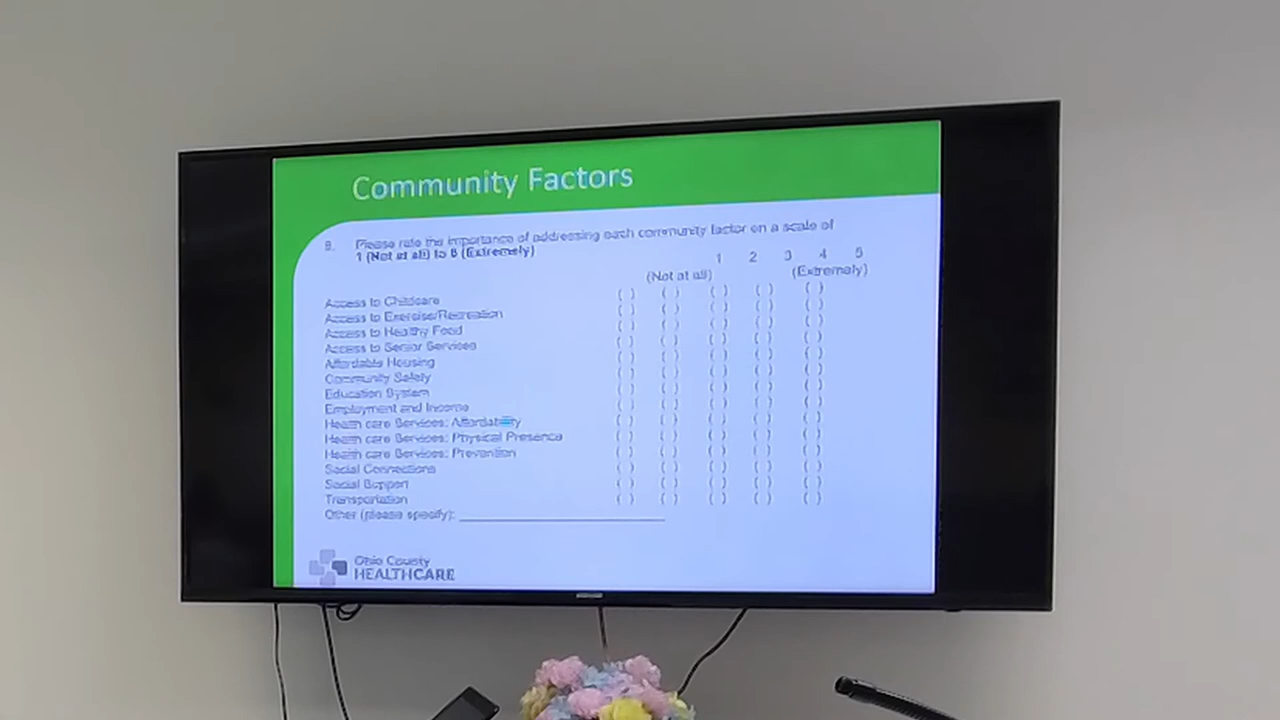 Community Factors
8. Please rate the importance of addressing each community factor on a scale of
1 (Not at all) to 5 (Extremely)
1 2 3 4 5
(Not at all) (Extremely)
Access to Childcare ( ) ( ) ( ) ( ) ( )
Access to Exercise/Recreation ( ) ( ) ( ) ( ) ( )
Access to Healthy Food ( ) ( ) ( ) ( ) ( )
Access to Senior Services ( ) ( ) ( ) ( ) ( )
Affordable Housing ( ) ( ) ( ) ( ) ( )
Community Safety ( ) ( ) ( ) ( ) ( )
Education System ( ) ( ) ( ) ( ) ( )
Employment and Income ( ) ( ) ( ) ( ) ( )
Health care Services: Affordability ( ) ( ) ( ) ( ) ( )
Health care Services: Physical Presence ( ) ( ) ( ) ( ) ( )
Health care Services: Prevention ( ) ( ) ( ) ( ) ( )
Social Connections ( ) ( ) ( ) ( ) ( )
Social Support ( ) ( ) ( ) ( ) ( )
Transportation ( ) ( ) ( ) ( ) ( )
Other (please specify): ____________________
Ohio County
HEALTHCARE